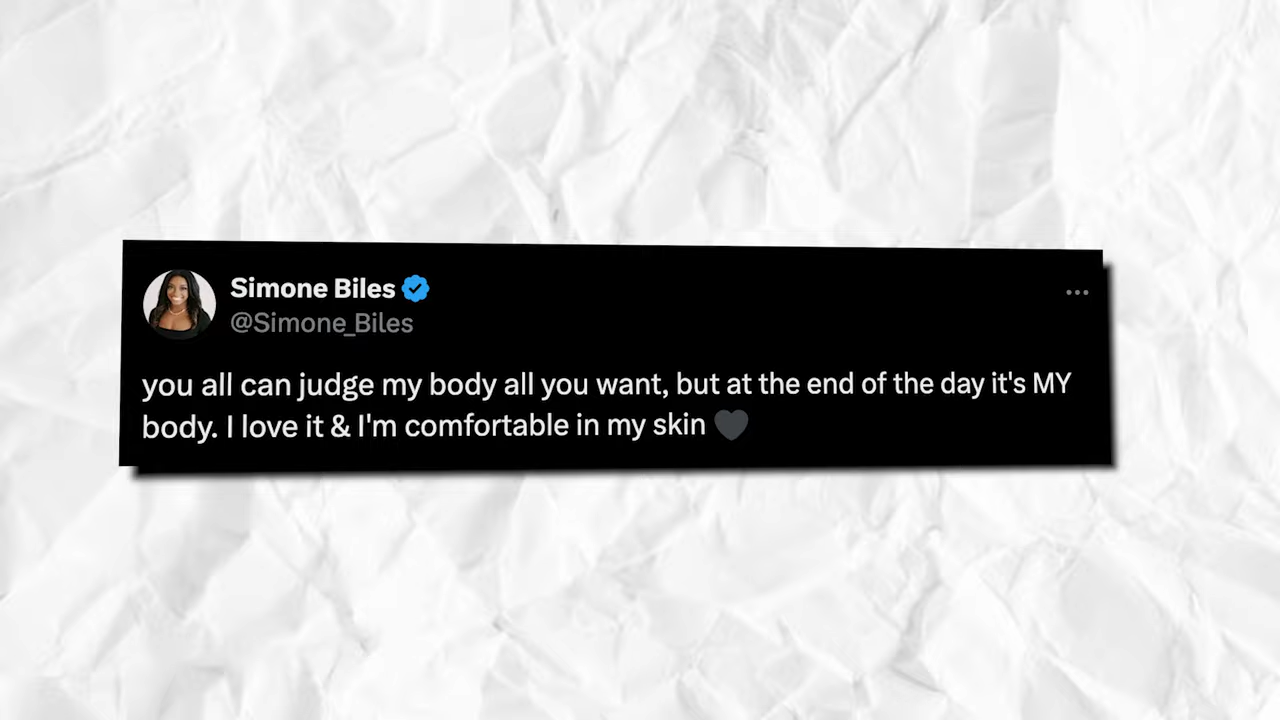 Simone Biles
@Simone_Biles
you all can judge my body all you want, but at the end of the day it's MY
body. I love it & I'm comfortable in my skin 🖤